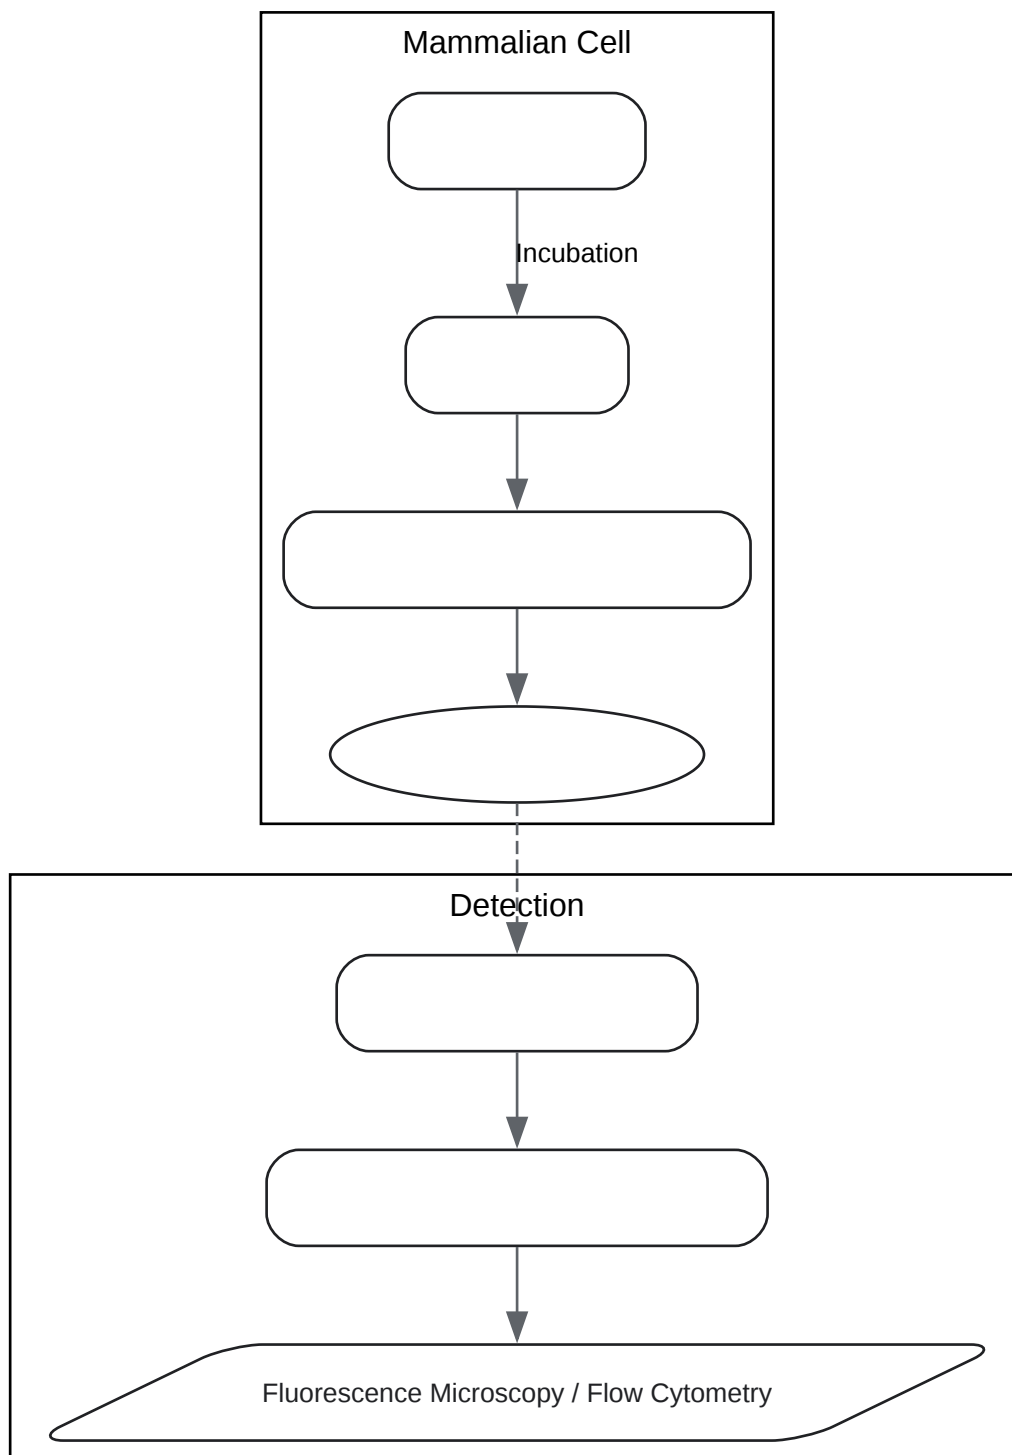 Mammalian Cell
Incubation
Detection
Fluorescence Microscopy / Flow Cytometry